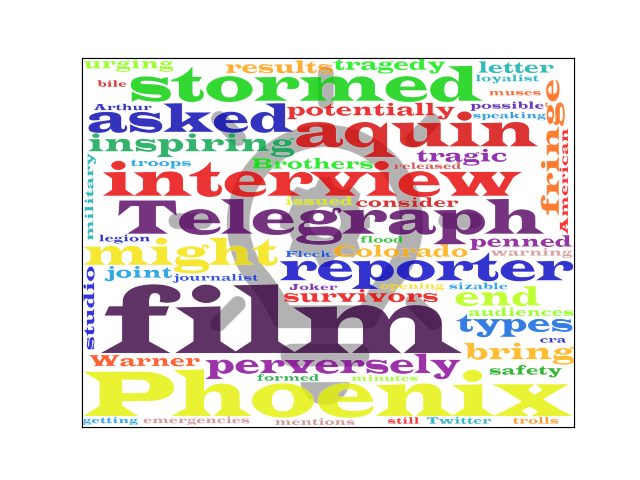 urging results tragedy letter
bile stormed loyalist
muses
Arthur asked potentially possible
speaking
inspiring aquin fringe
troops Brothers released tragic American
military interview
issued consider
Telegraph
legion flood penned
might Fleck Colorado warning
joint journalist reporter
studio Joker opening sizable
survivors end
audiences
film types
cra
Warner perversely bring
formed minutes safety
Phoenix
getting emergencies mentions still Twitter trolls